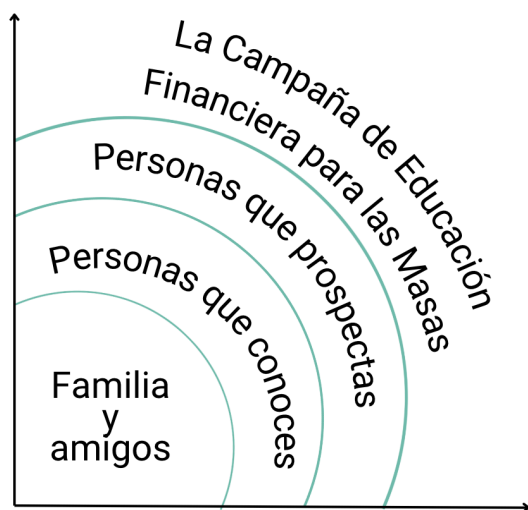 La Campaña de Educación
Financiera para las Masas
Personas que prospectas
Personas que conoces
Familia
y
amigos